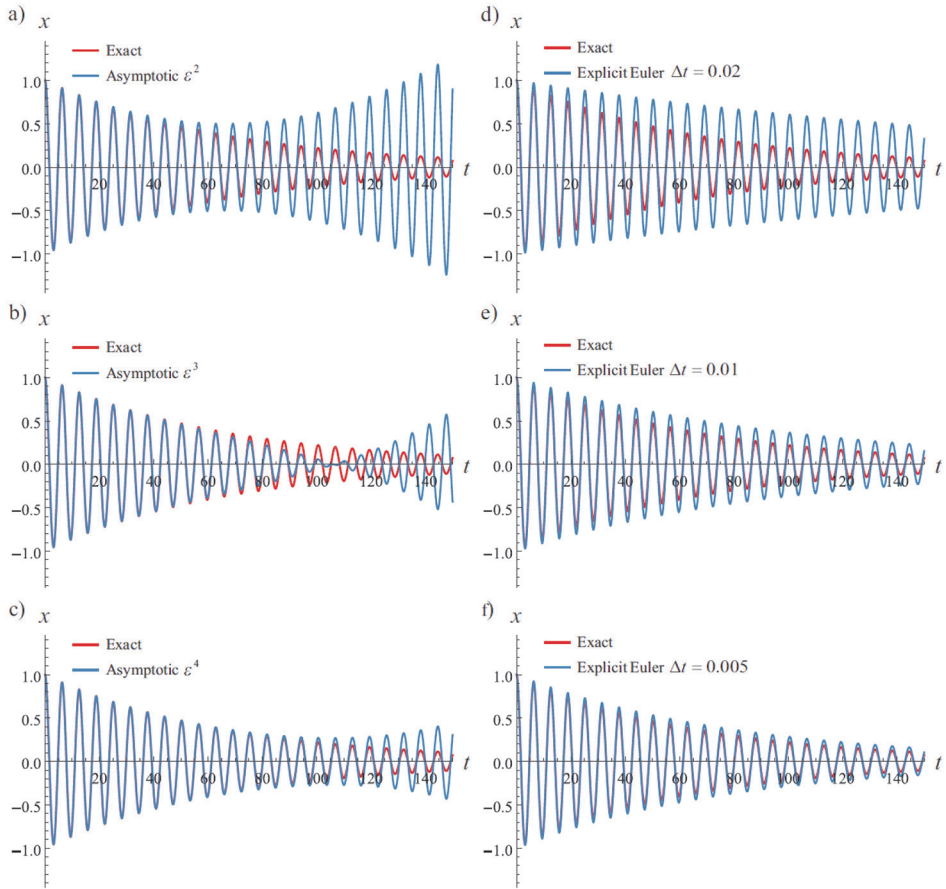 a) x
Exact
Asymptotic ε²
1.0
0.5
0.0
20 40 60 80 100 120 140 t
−0.5
−1.0
b) x
Exact
Asymptotic ε³
1.0
0.5
0.0
20 40 60 80 100 120 140 t
−0.5
−1.0
c) x
Exact
Asymptotic ε⁴
1.0
0.5
0.0
20 40 60 80 100 120 140 t
−0.5
−1.0
d) x
Exact
Explicit Euler Δt = 0.02
1.0
0.5
0.0
20 40 60 80 100 120 140 t
−0.5
−1.0
e) x
Exact
Explicit Euler Δt = 0.01
1.0
0.5
0.0
20 40 60 80 100 120 140 t
−0.5
−1.0
f) x
Exact
Explicit Euler Δt = 0.005
1.0
0.5
0.0
20 40 60 80 100 120 140 t
−0.5
−1.0